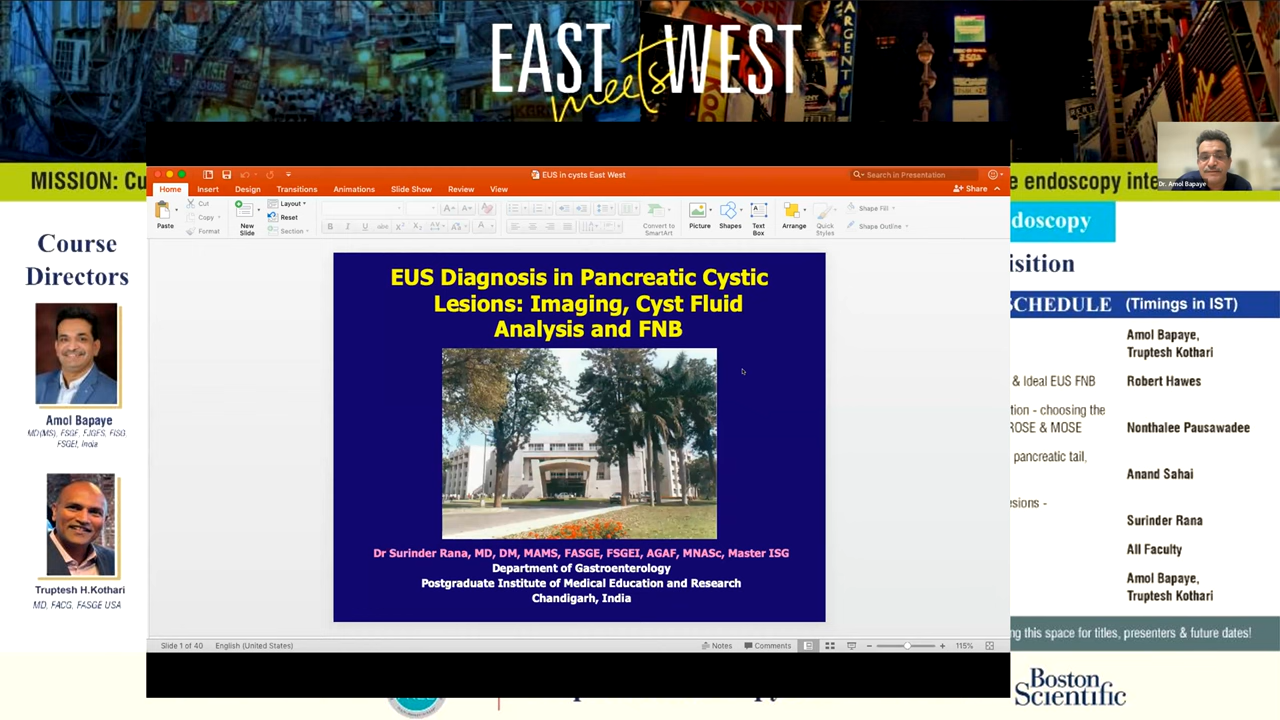 EAST meets WEST
MISSION: Cu
e endoscopy inte
Dr. Amol Bapaye
Course
Directors
Amol Bapaye
MD(MS), FSGF, FJGFS, FISG,
FSGEI, India
Truptesh H.Kothari
MD, FACG, FASGE USA
EUS in cysts East West
Search in Presentation
Home Insert Design Transitions Animations Slide Show Review View
Share
Paste
Cut
Copy
Format
New
Slide
Layout
Reset
Section
Convert to
SmartArt
Picture
Shapes
Text
Box
Arrange
Quick
Styles
Shape Fill
Shape Outline
EUS Diagnosis in Pancreatic Cystic
Lesions: Imaging, Cyst Fluid
Analysis and FNB
Dr Surinder Rana, MD, DM, MAMS, FASGE, FSGEI, AGAF, MNASc, Master ISG
Department of Gastroenterology
Postgraduate Institute of Medical Education and Research
Chandigarh, India
Slide 1 of 40 English (United States)
Notes Comments 115%
doscopy
isition
SCHEDULE (Timings in IST)
Amol Bapaye,
Truptesh Kothari
& Ideal EUS FNB Robert Hawes
tion - choosing the
ROSE & MOSE Nonthalee Pausawadee
pancreatic tail,
Anand Sahai
esions -
Surinder Rana
All Faculty
Amol Bapaye,
Truptesh Kothari
ng this space for titles, presenters & future dates!
Boston
Scientific